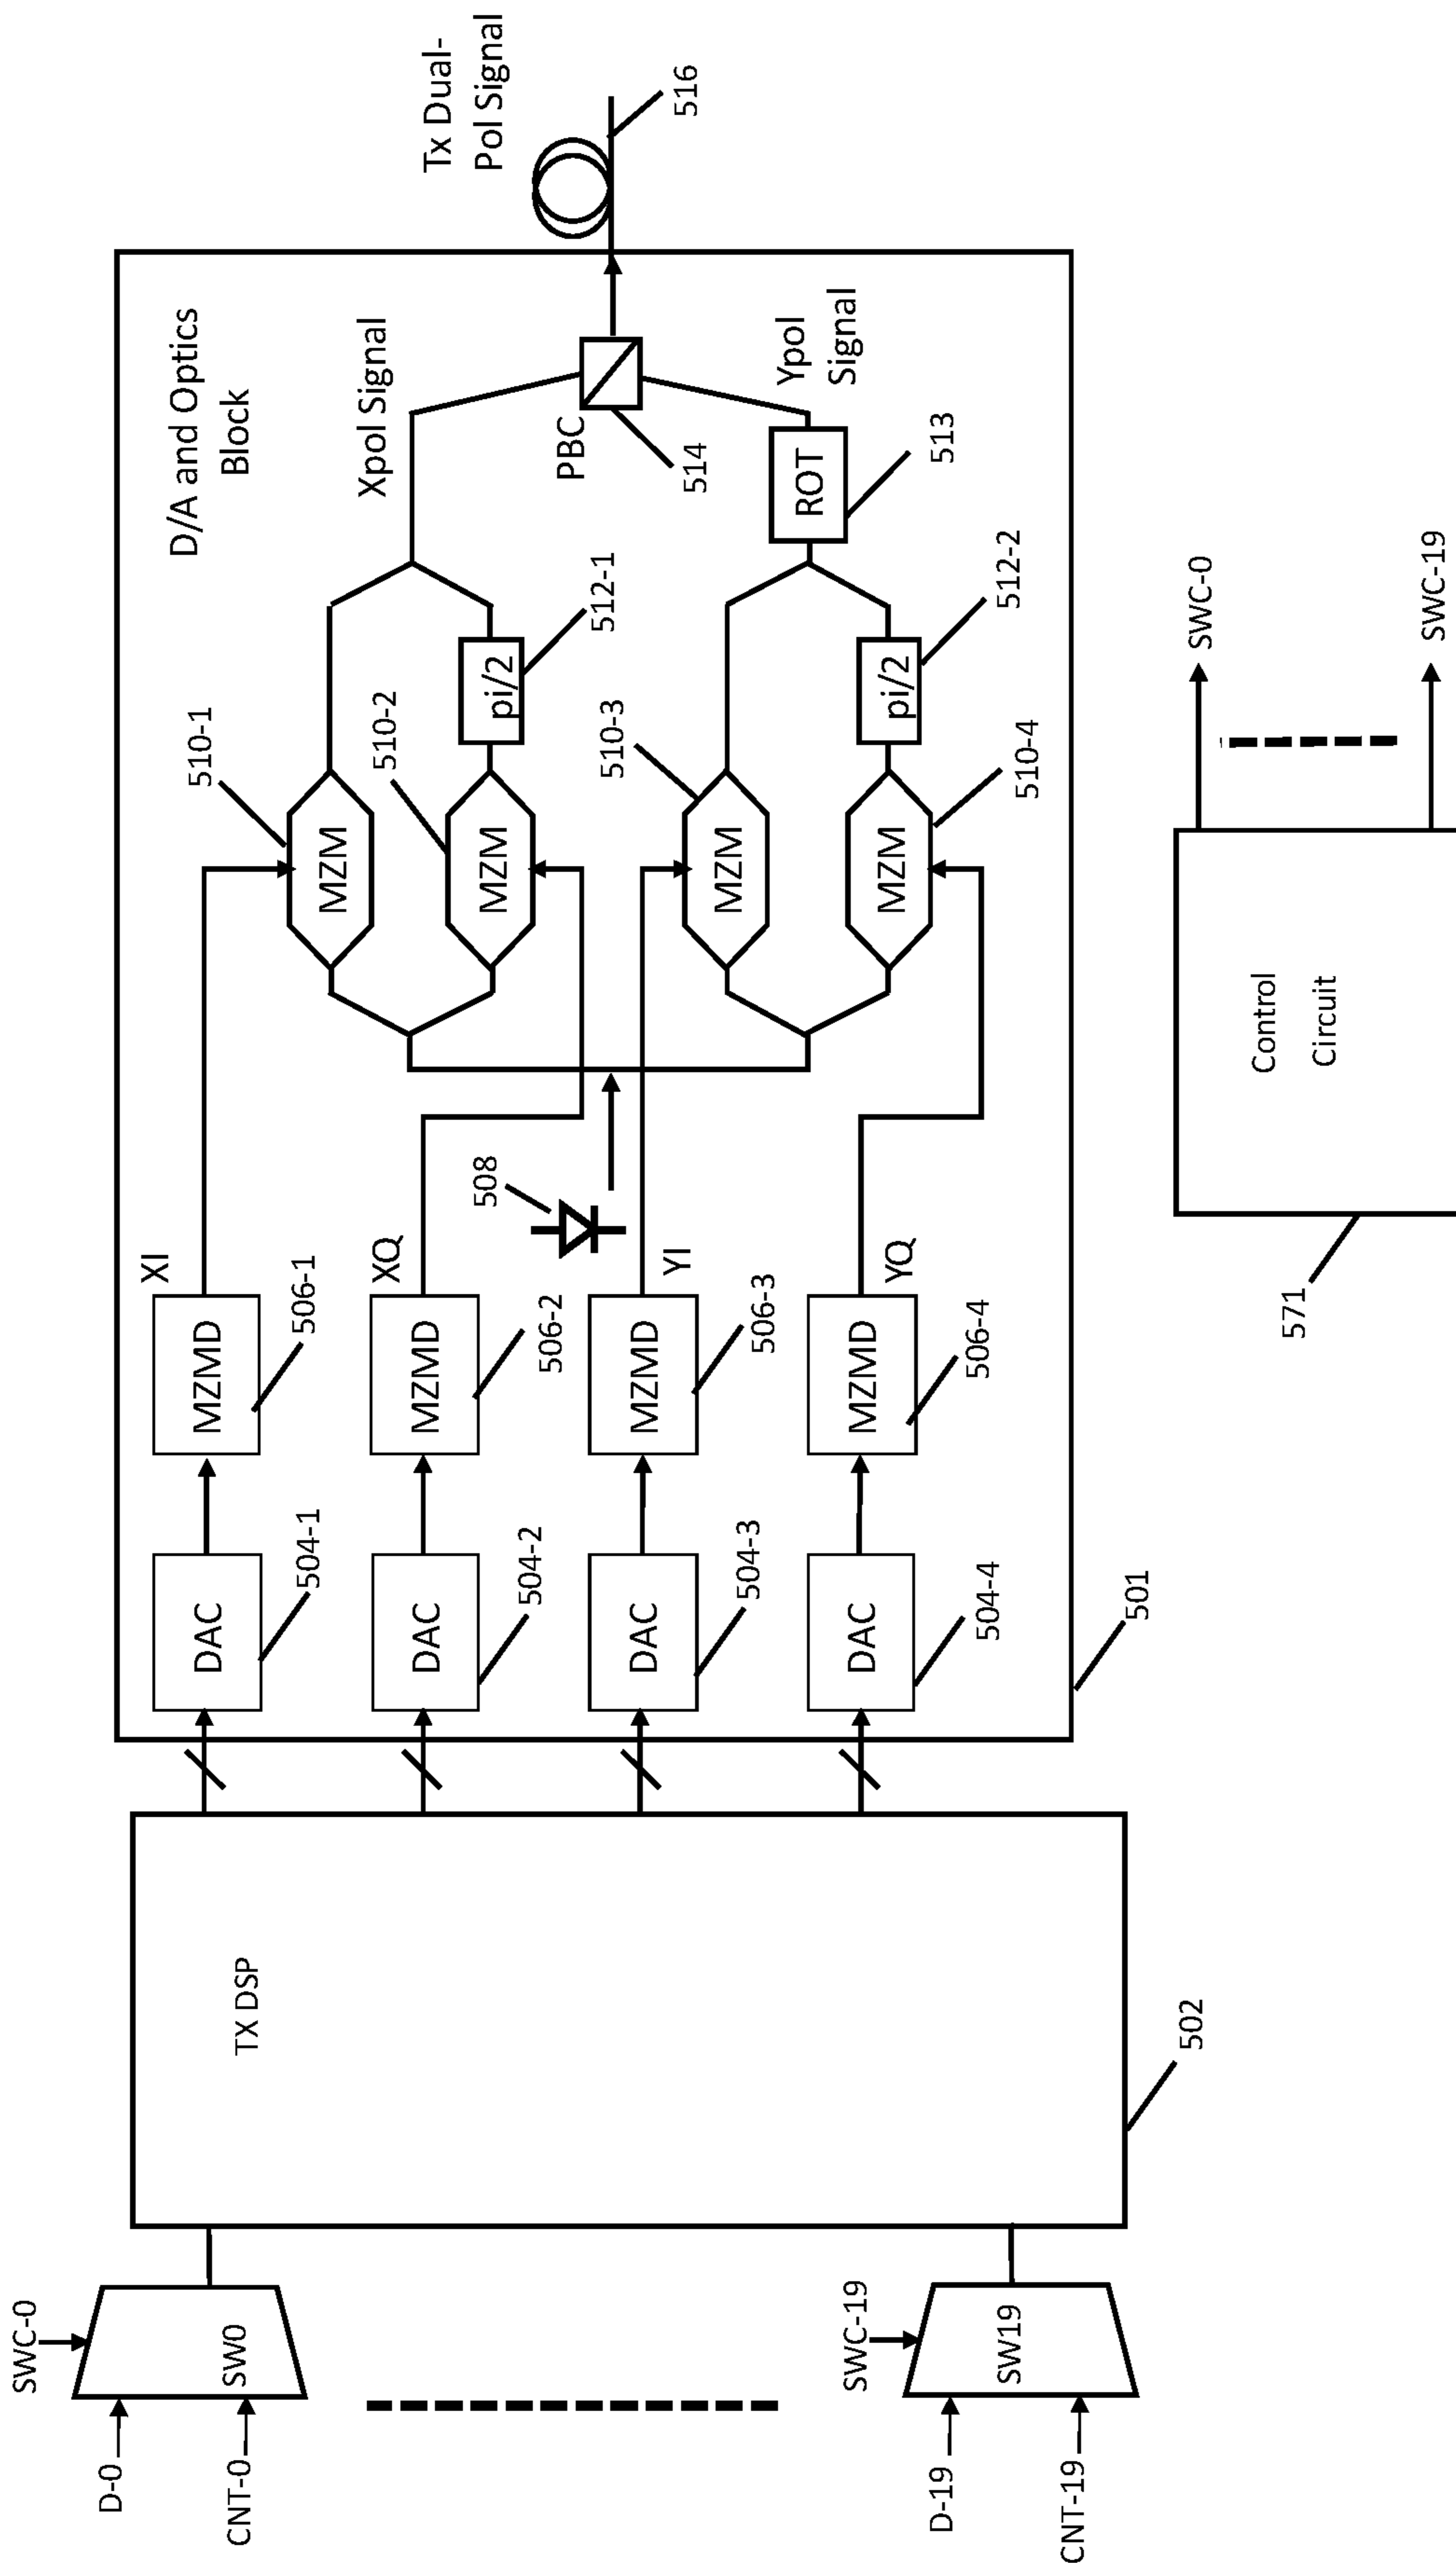 SWC-0
D-0
CNT-0
SW0
SWC-19
D-19
CNT-19
SW19
TX DSP
502
D/A and Optics
Block
DAC
504-1
DAC
504-2
DAC
504-3
DAC
504-4
501
MZMD
506-1
XI
MZMD
506-2
XQ
MZMD
506-3
YI
MZMD
506-4
YQ
508
MZM
510-1
MZM
510-2
MZM
510-3
MZM
510-4
pi/2
512-1
pi/2
512-2
Xpol Signal
ROT
513
Ypol
Signal
PBC
514
Tx Dual-
Pol Signal
516
Control
Circuit
571
SWC-0
SWC-19